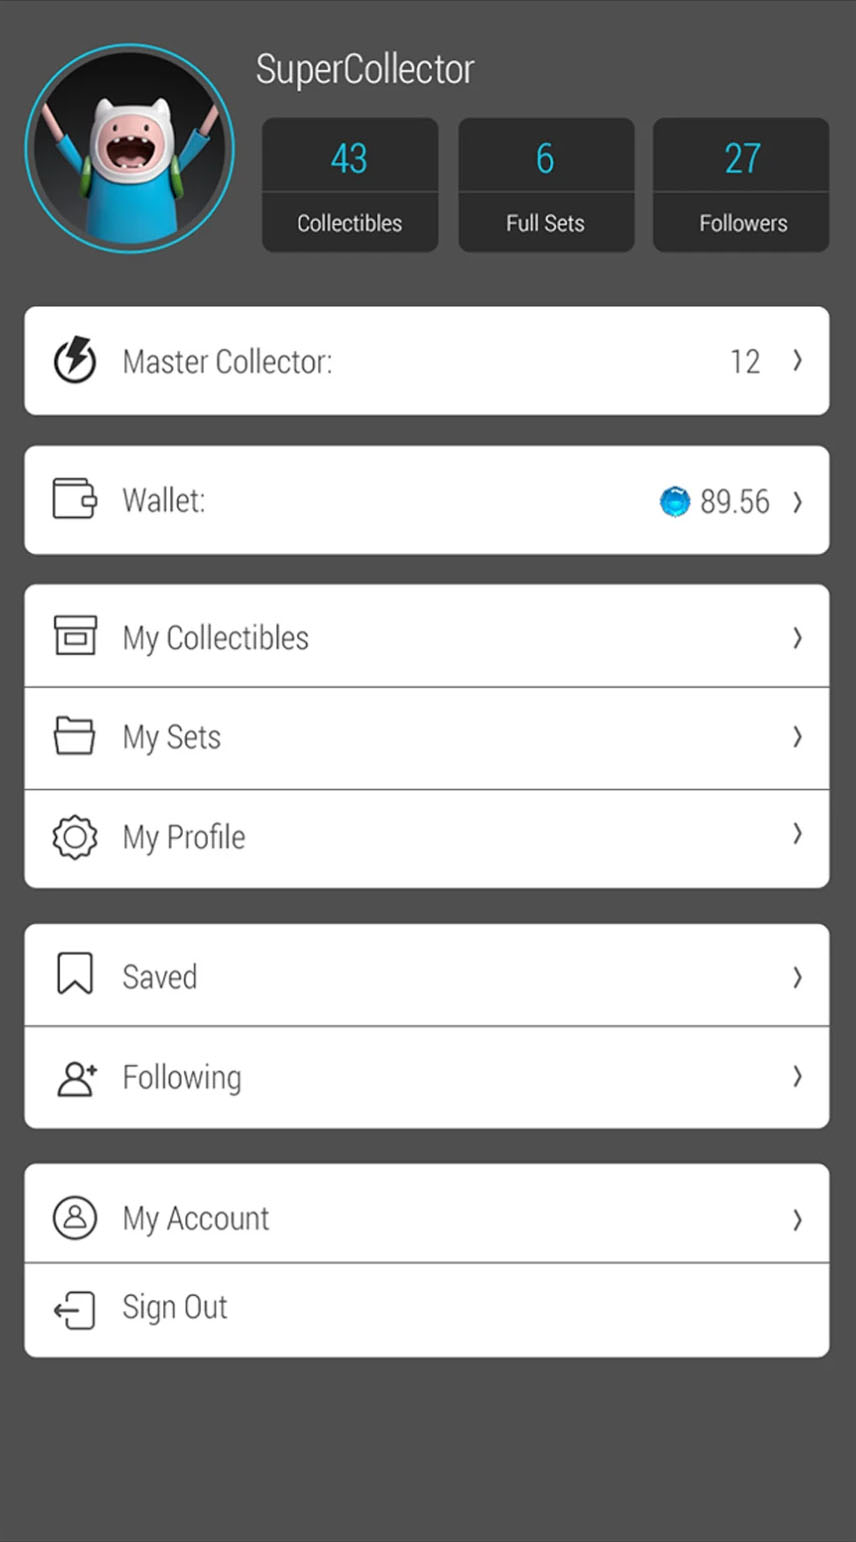 SuperCollector
43 6 27
Collectibles Full Sets Followers
Master Collector: 12
Wallet: 89.56
My Collectibles
My Sets
My Profile
Saved
Following
My Account
Sign Out